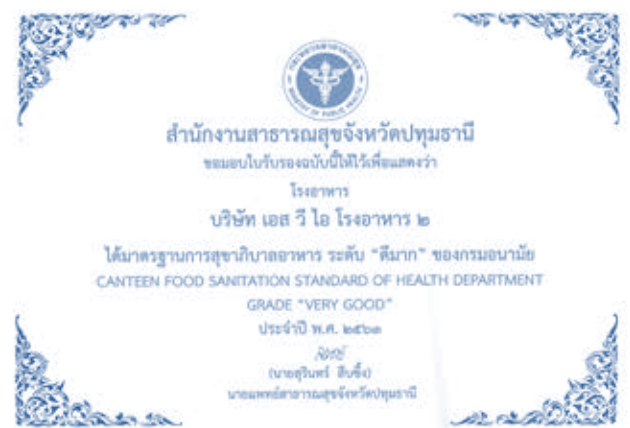 MINISTRY OF PUBLIC HEALTH
สำนักงานสาธารณสุขจังหวัดปทุมธานี
ขอมอบใบรับรองฉบับนี้ให้ไว้เพื่อแสดงว่า
โรงอาหาร
บริษัท เอส วี ไอ โรงอาหาร ๒
ได้มาตรฐานการสุขาภิบาลอาหาร ระดับ “ดีมาก” ของกรมอนามัย
CANTEEN FOOD SANITATION STANDARD OF HEALTH DEPARTMENT
GRADE “VERY GOOD”
ประจำปี พ.ศ.
นายแพทย์สาธารณสุขจังหวัดปทุมธานี